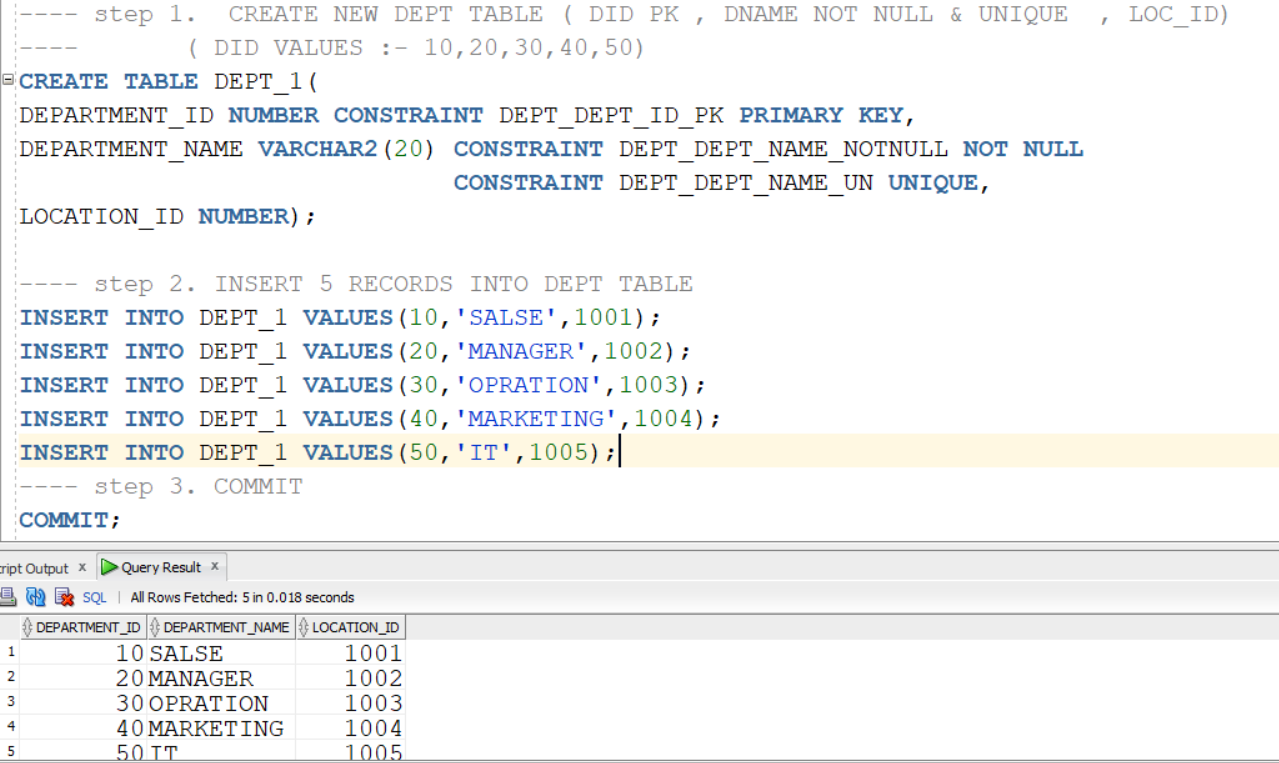 ---- step 1.  CREATE NEW DEPT TABLE ( DID PK , DNAME NOT NULL & UNIQUE  , LOC_ID)
----       ( DID VALUES :- 10,20,30,40,50)
CREATE TABLE DEPT_1(
DEPARTMENT_ID NUMBER CONSTRAINT DEPT_DEPT_ID_PK PRIMARY KEY,
DEPARTMENT_NAME VARCHAR2(20) CONSTRAINT DEPT_DEPT_NAME_NOTNULL NOT NULL
                             CONSTRAINT DEPT_DEPT_NAME_UN UNIQUE,
LOCATION_ID NUMBER);
---- step 2. INSERT 5 RECORDS INTO DEPT TABLE
INSERT INTO DEPT_1 VALUES(10,'SALSE',1001);
INSERT INTO DEPT_1 VALUES(20,'MANAGER',1002);
INSERT INTO DEPT_1 VALUES(30,'OPRATION',1003);
INSERT INTO DEPT_1 VALUES(40,'MARKETING',1004);
INSERT INTO DEPT_1 VALUES(50,'IT',1005);
---- step 3. COMMIT
COMMIT;
cript Output x Query Result x
SQL | All Rows Fetched: 5 in 0.018 seconds
DEPARTMENT_ID DEPARTMENT_NAME LOCATION_ID
1 10 SALSE 1001
2 20 MANAGER 1002
3 30 OPRATION 1003
4 40 MARKETING 1004
5 50 IT 1005